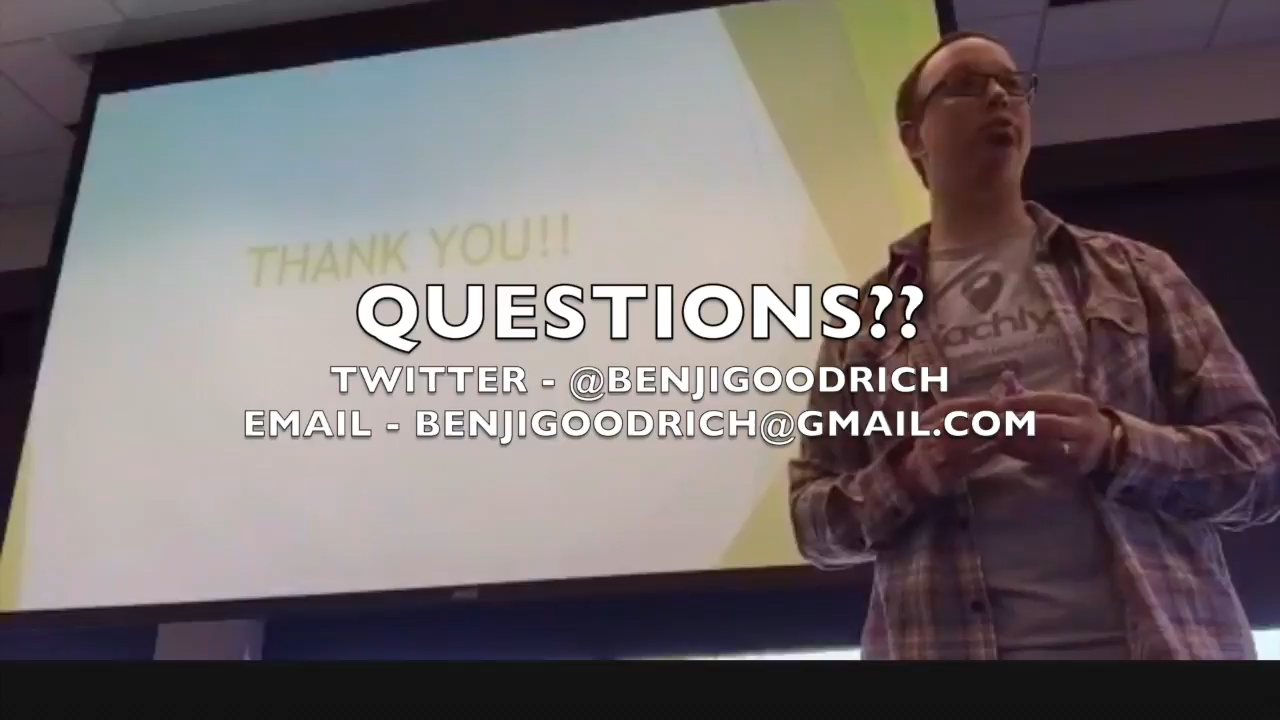 THANK YOU!!
QUESTIONS??
TWITTER - @BENJIGOODRICH
EMAIL - BENJIGOODRICH@GMAIL.COM